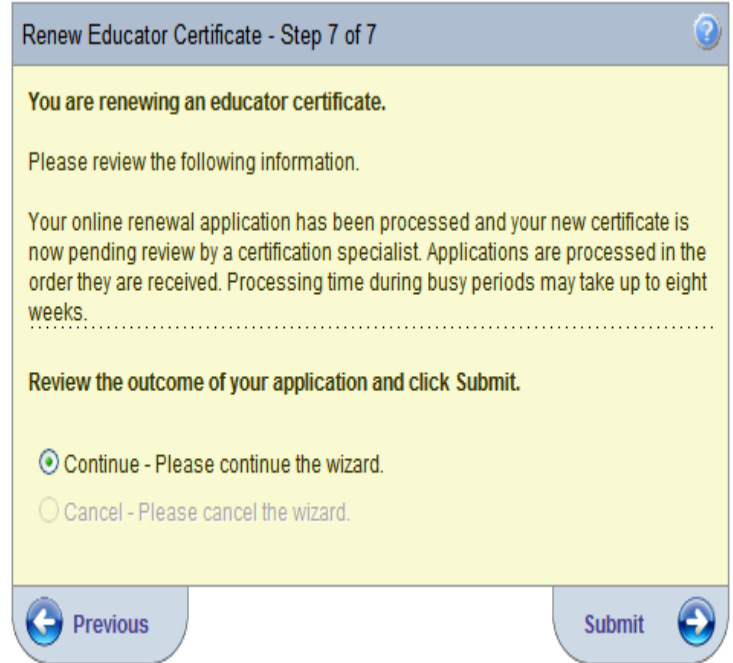 Renew Educator Certificate - Step 7 of 7
?
You are renewing an educator certificate.
Please review the following information.
Your online renewal application has been processed and your new certificate is
now pending review by a certification specialist. Applications are processed in the
order they are received. Processing time during busy periods may take up to eight
weeks.
Review the outcome of your application and click Submit.
Continue - Please continue the wizard.
Cancel - Please cancel the wizard.
Previous
Submit